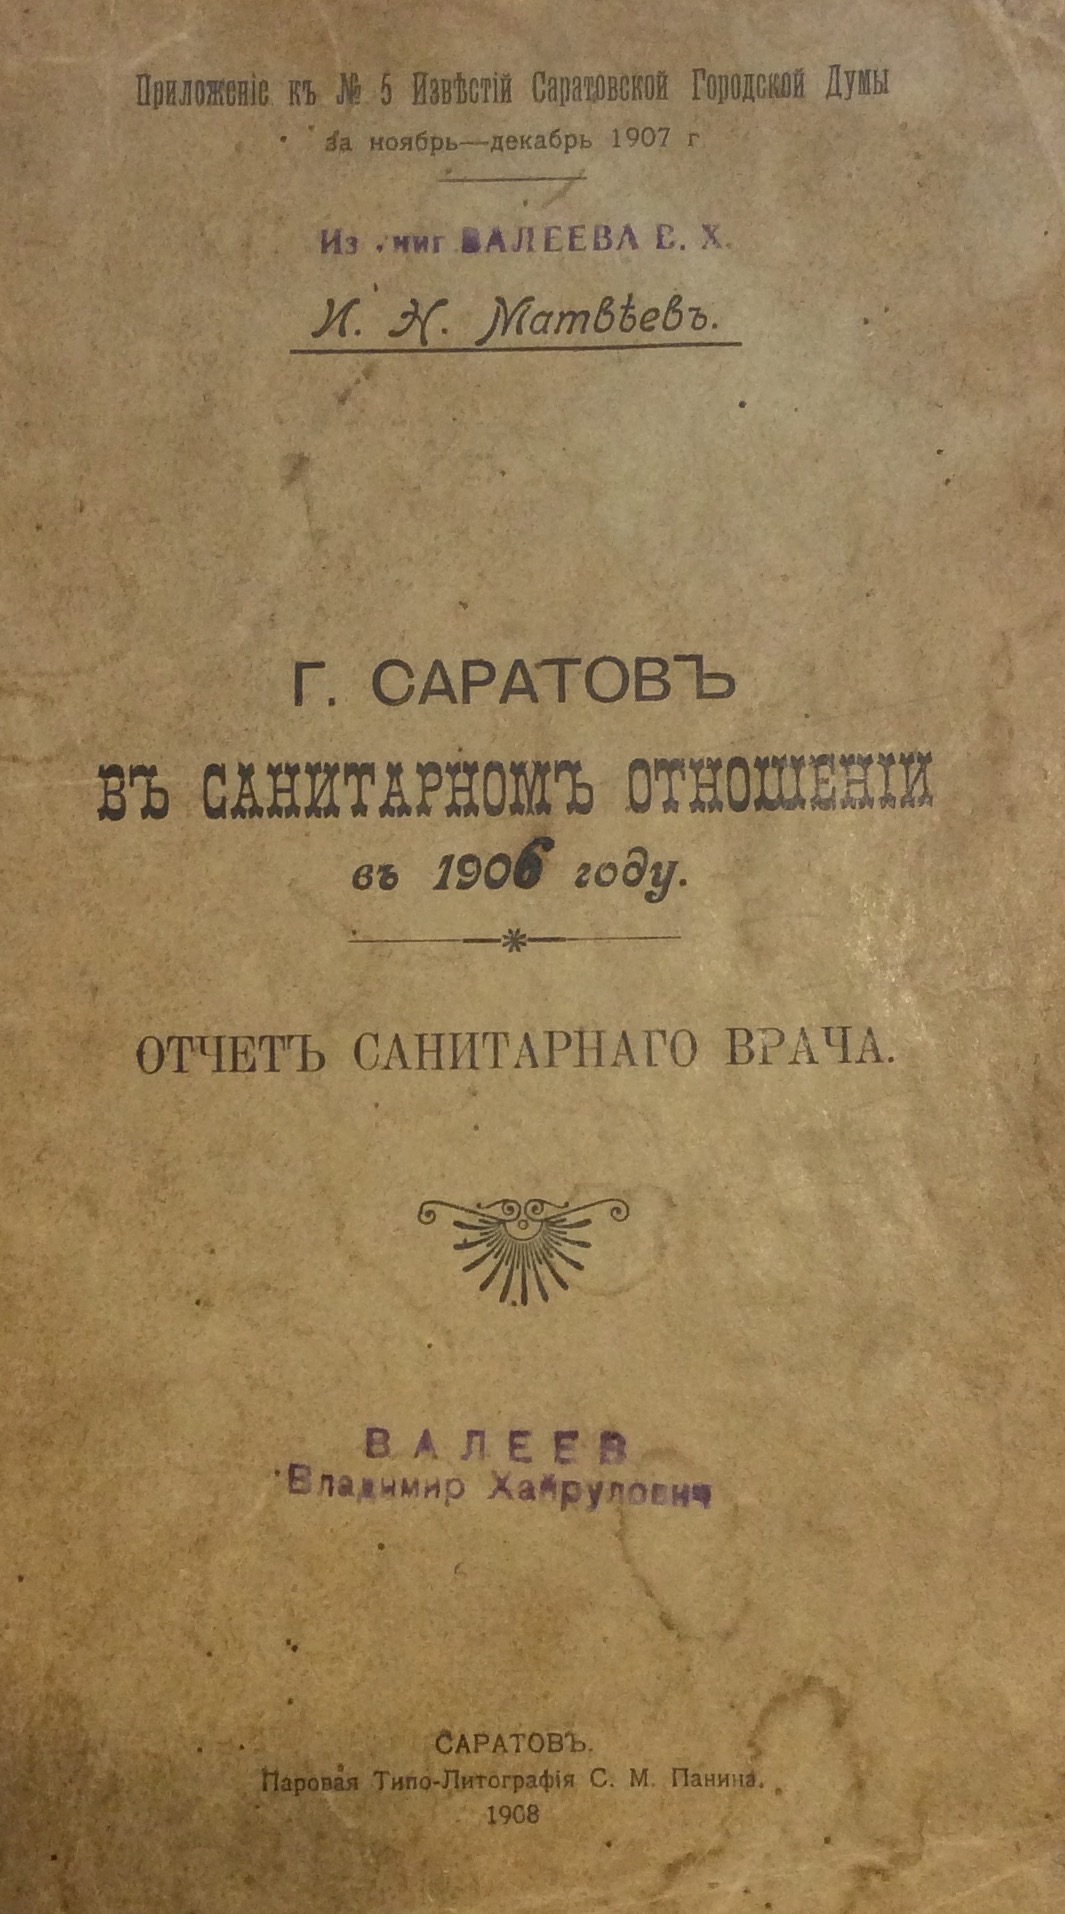 Приложеніе къ № 5 Извѣстій Саратовской Городской Думы
за ноябрь—декабрь 1907 г
Из книг ВАЛЕЕВА В. Х.
И. Н. Матвѣевъ.
Г. САРАТОВЪ
ВЪ САНИТАРНОМЪ ОТНОШЕНІИ
въ 1906 году.
ОТЧЕТЪ САНИТАРНАГО ВРАЧА.
ВАЛЕЕВ
Владимир Хайрулович
САРАТОВЪ.
Паровая Типо-Литографія С. М. Панина.
1908